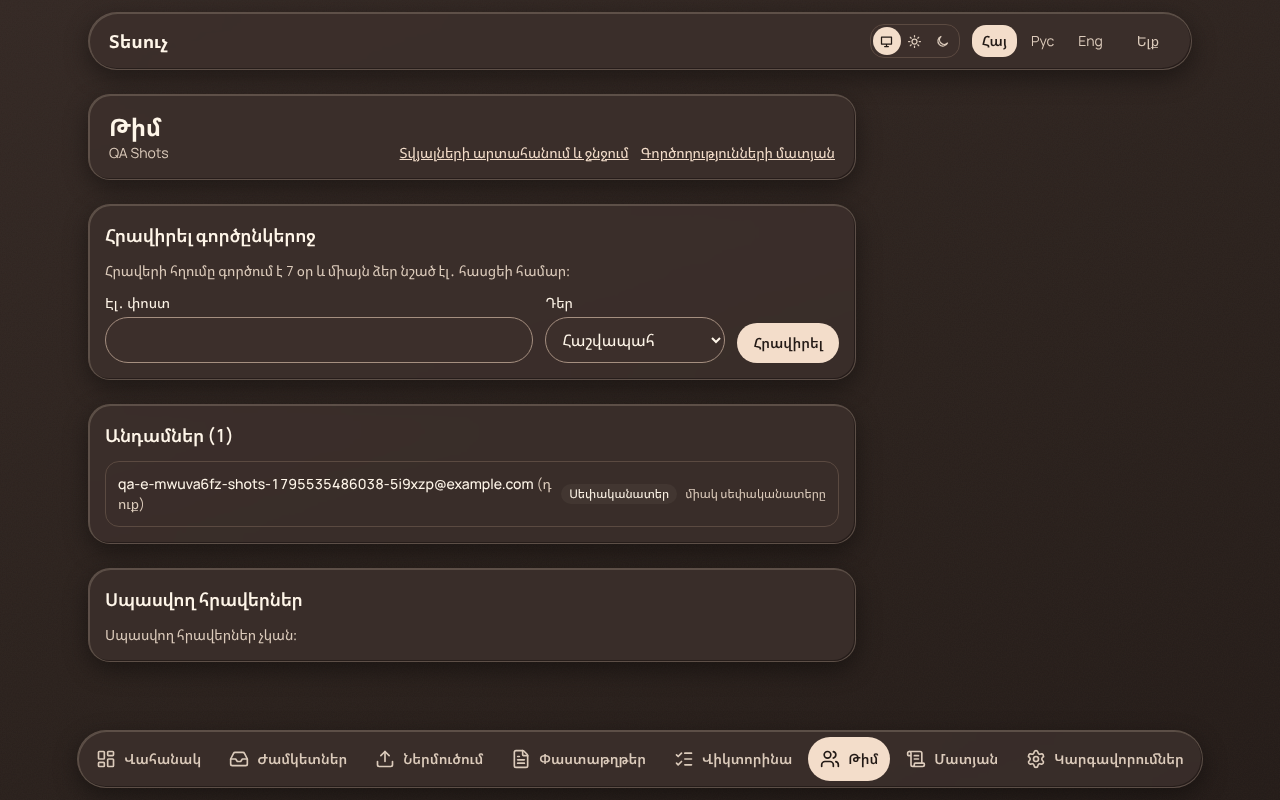 Տեսուչ
Հայ Рус Eng Ելք
Թիմ
QA Shots
Տվյալների արտահանում և ջնջում Գործողությունների մատյան
Հրավիրել գործընկերոջ
Հրավերի հղումը գործում է 7 օր և միայն ձեր նշած էլ․ հասցեի համար։
Էլ․ փոստ Դեր
Հաշվապահ Հրավիրել
Անդամներ (1)
qa-e-mwuva6fz-shots-1795535486038-5i9xzp@example.com (դ
ուք) Սեփականատեր միակ սեփականատերը
Սպասվող հրավերներ
Սպասվող հրավերներ չկան։
Վահանակ Ժամկետներ Ներմուծում Փաստաթղթեր Վիկտորինա Թիմ Մատյան Կարգավորումներ